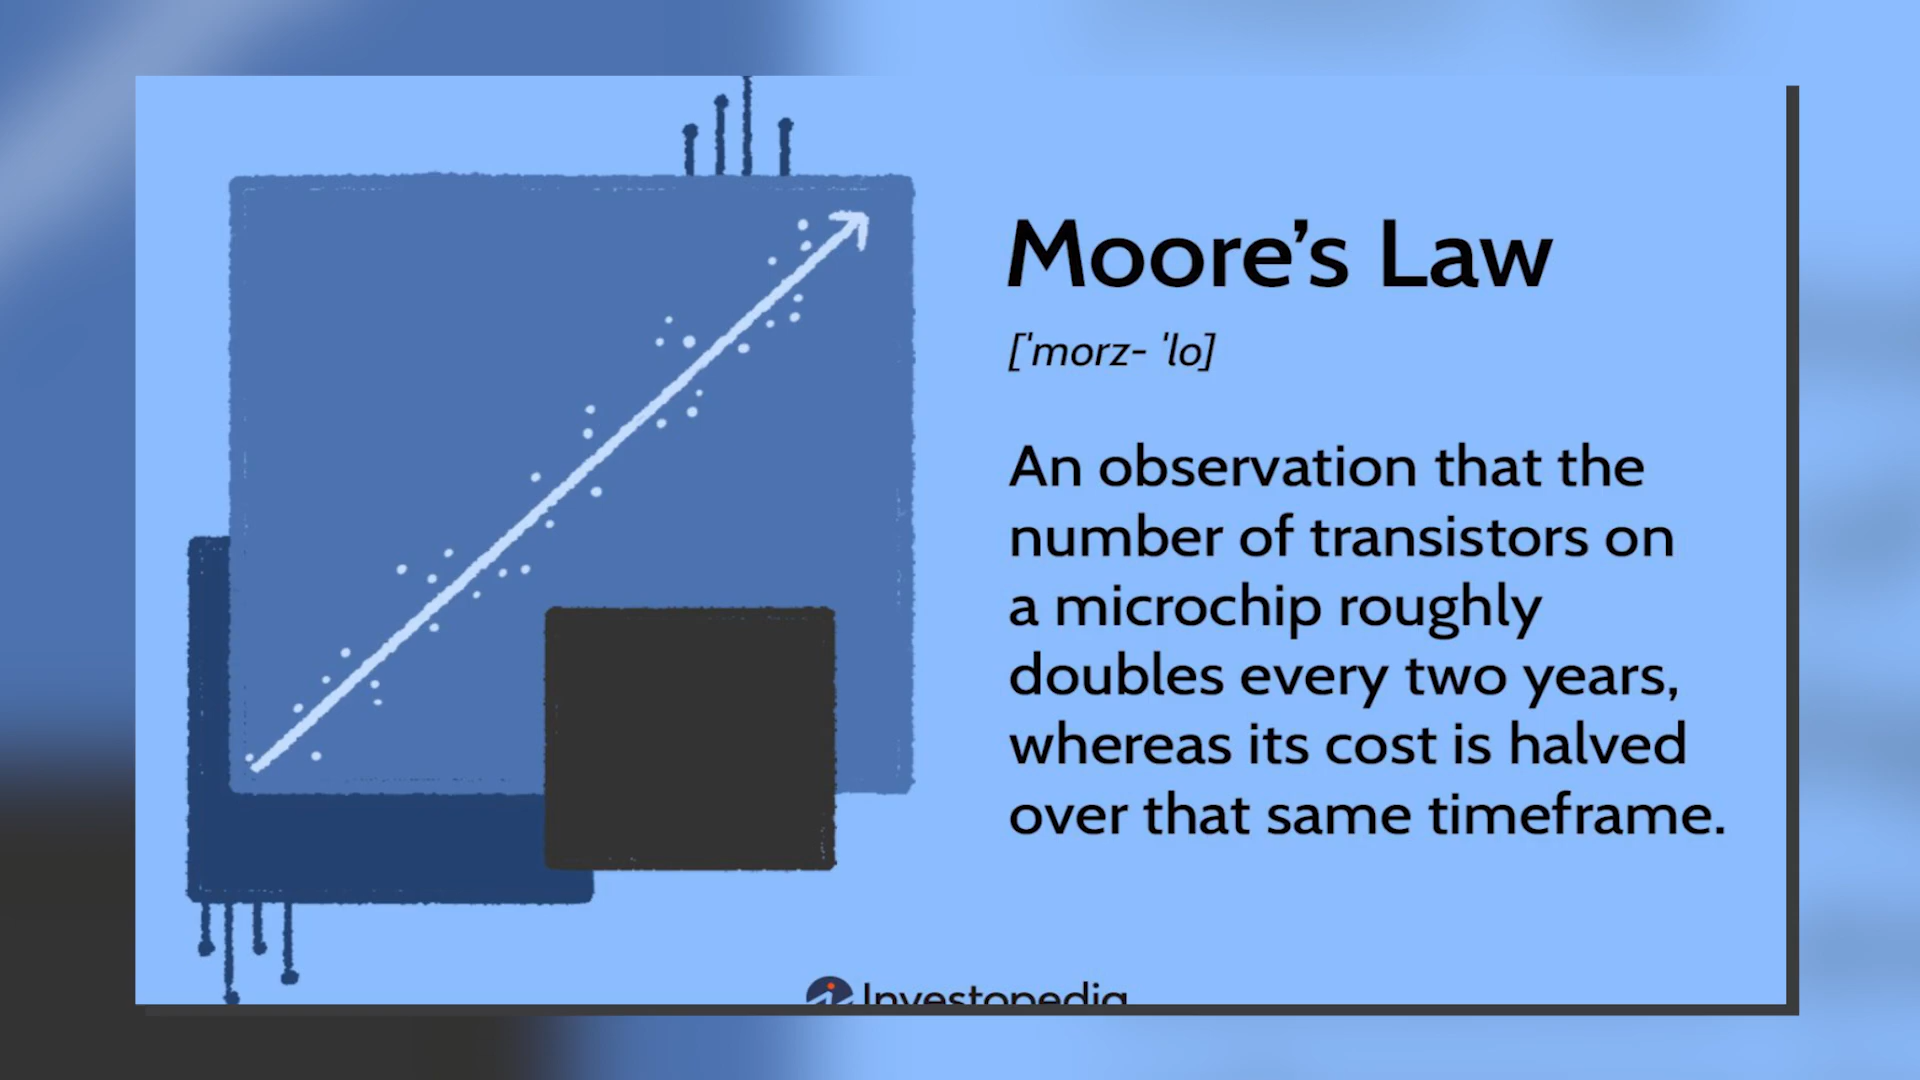 Moore’s Law
['morz- 'lo]
An observation that the
number of transistors on
a microchip roughly
doubles every two years,
whereas its cost is halved
over that same timeframe.
Investopedia